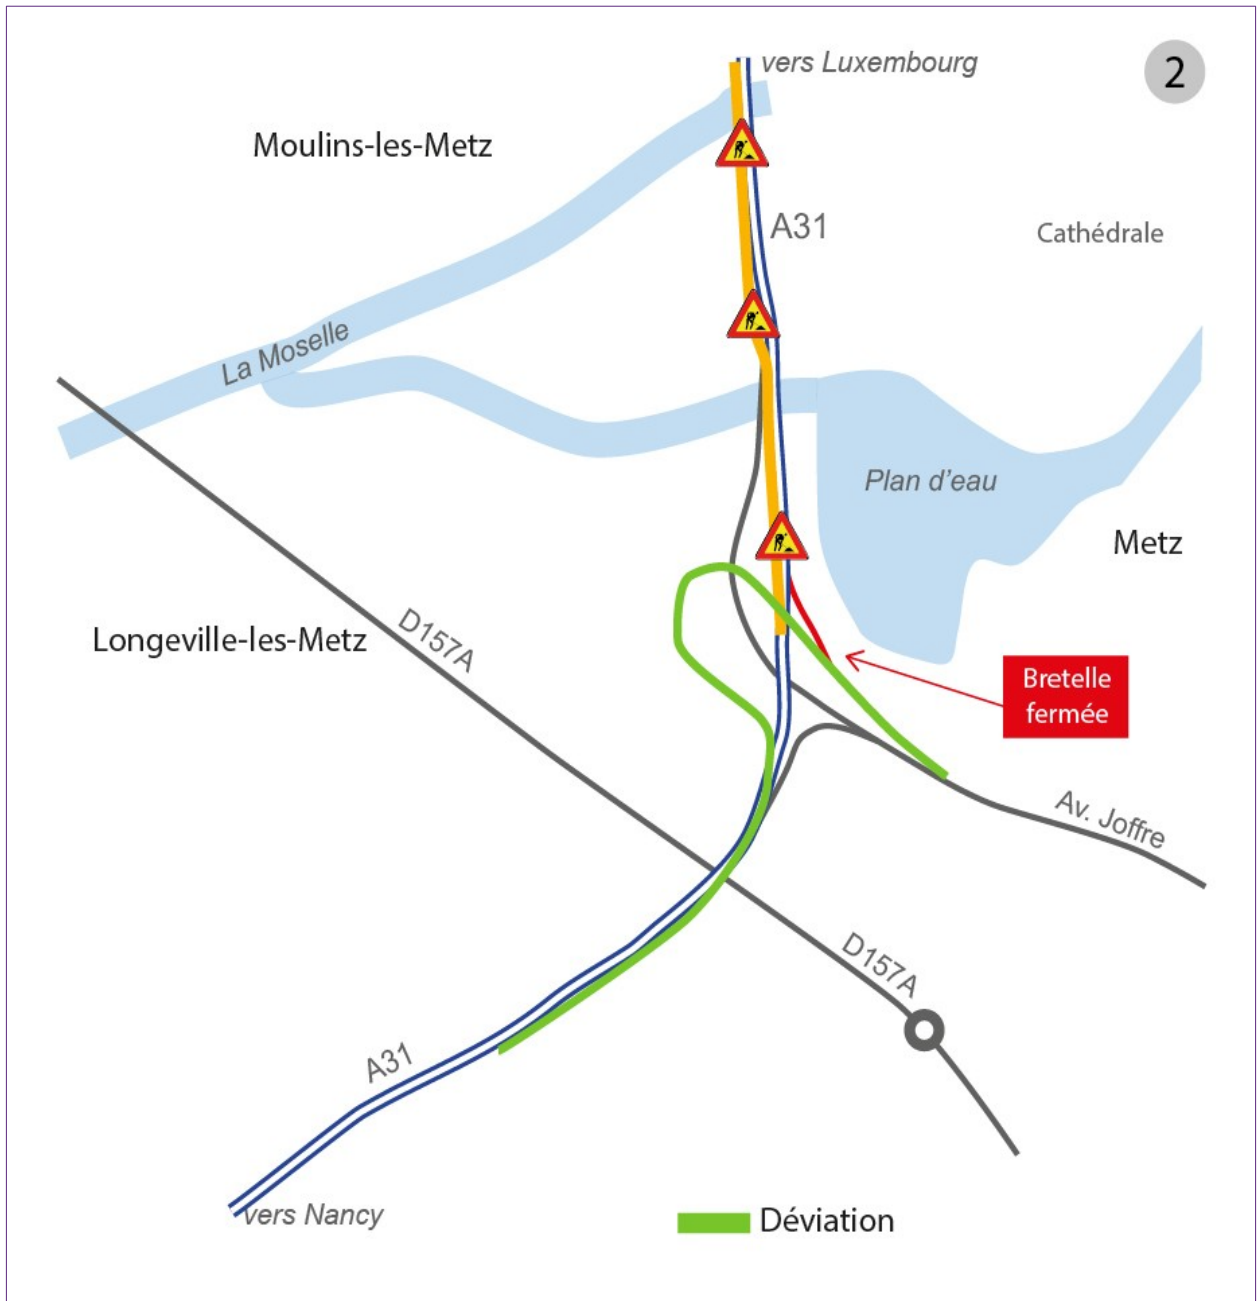 vers Luxembourg
2
Moulins-les-Metz
A31
Cathédrale
La Moselle
Plan d'eau
Metz
D157A
Longeville-les-Metz
Bretelle
fermée
Av. Joffre
D157A
A31
vers Nancy
Déviation